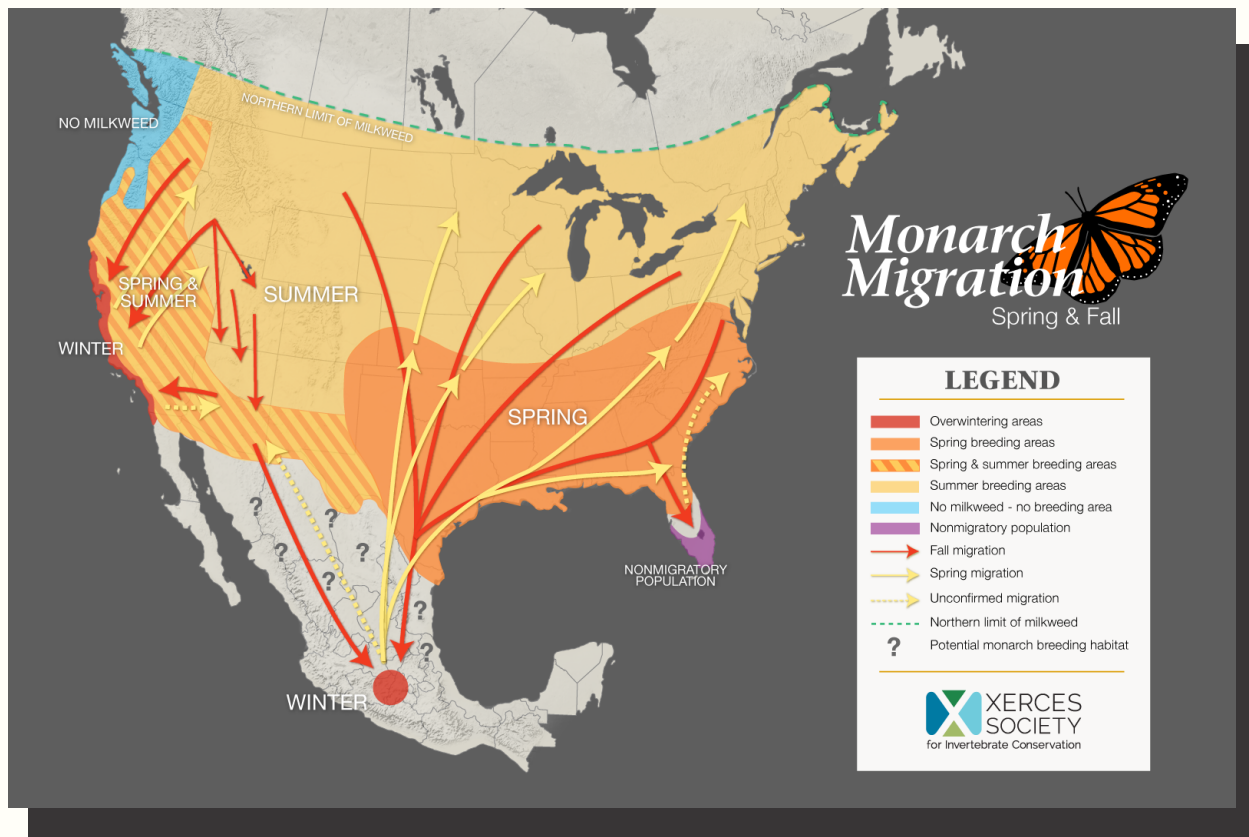 NO MILKWEED
NORTHERN LIMIT OF MILKWEED
SPRING &
SUMMER
SUMMER
WINTER
SPRING
NONMIGRATORY
POPULATION
WINTER
?
?
?
?
?
?
?
Monarch
Migration
Spring & Fall
LEGEND
Overwintering areas
Spring breeding areas
Spring & summer breeding areas
Summer breeding areas
No milkweed - no breeding area
Nonmigratory population
Fall migration
Spring migration
Unconfirmed migration
Northern limit of milkweed
? Potential monarch breeding habitat
XERCES
SOCIETY
for Invertebrate Conservation